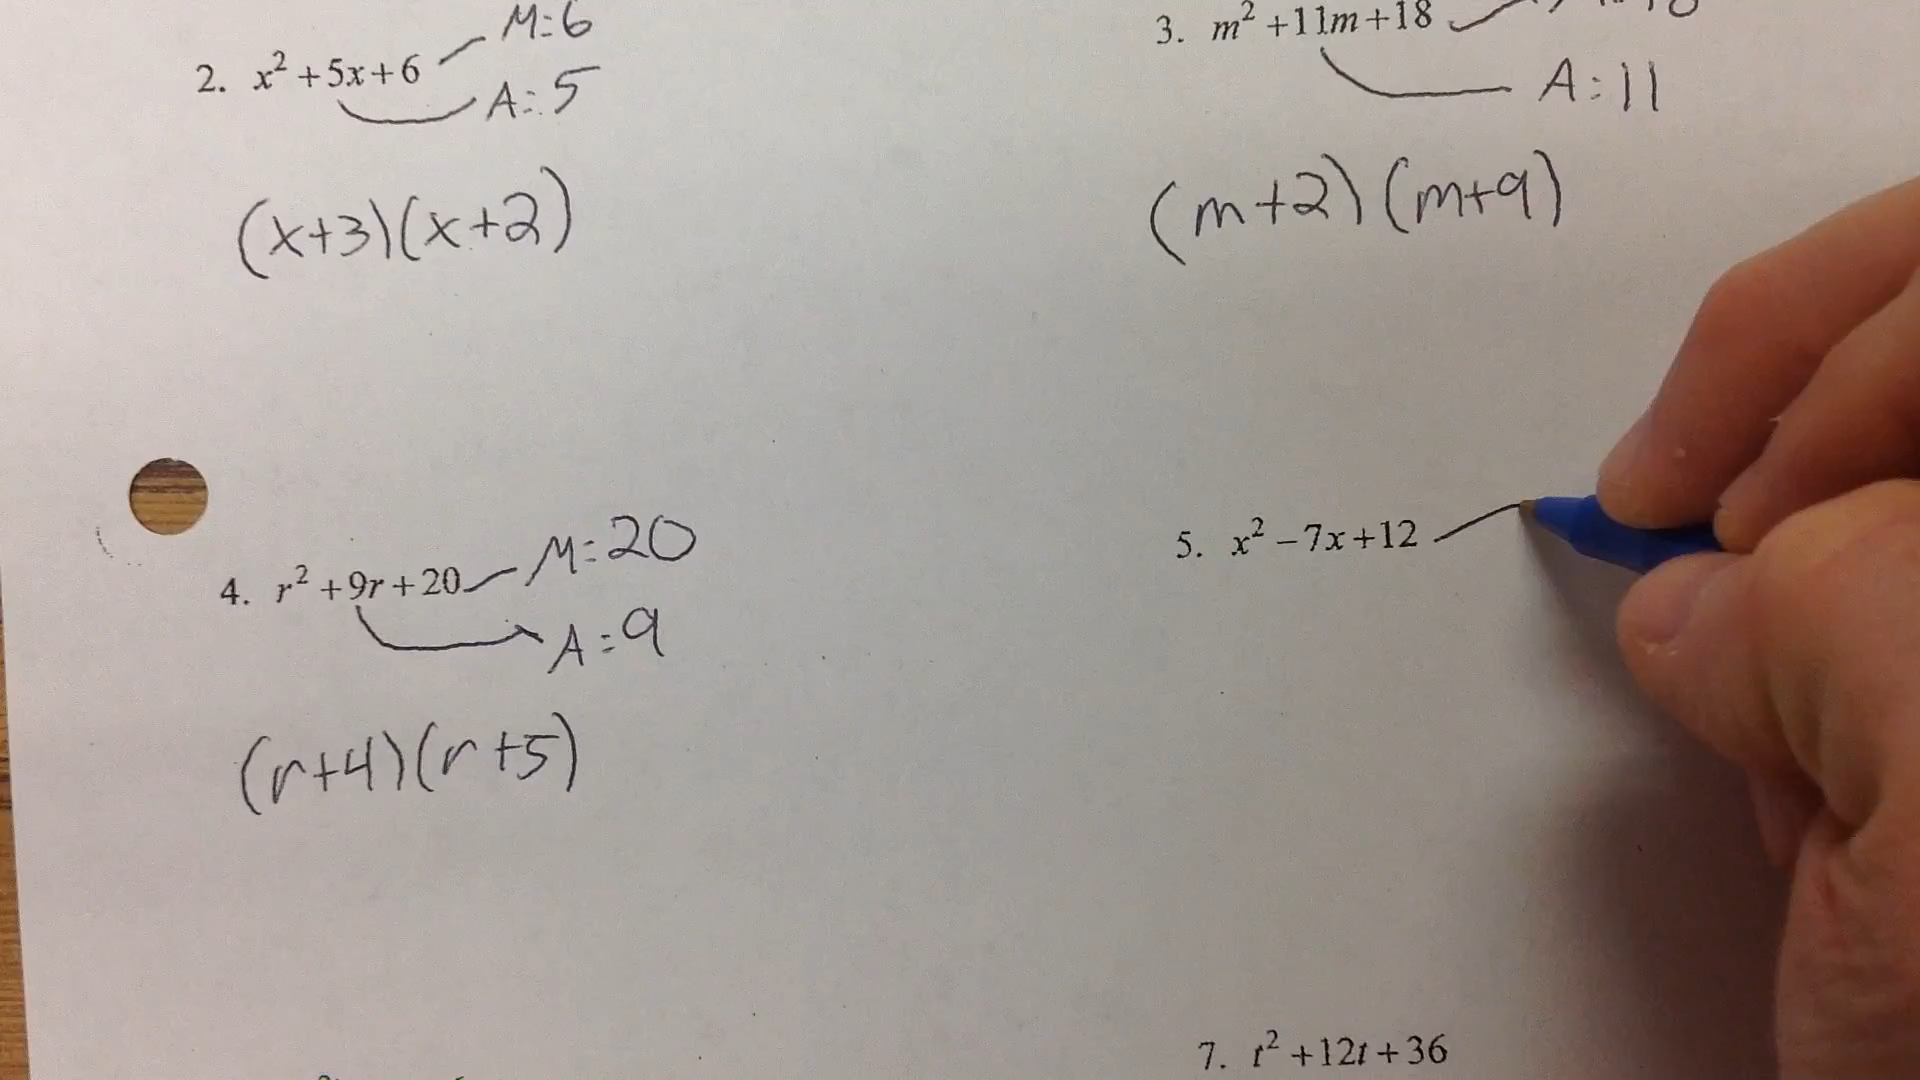 M:6
2. x² + 5x + 6
A:5
(x+3)(x+2)
3. m² + 11m + 18
A:11
(m+2)(m+9)
M:20
4. r² + 9r + 20
A:9
(r+4)(r+5)
5. x² − 7x + 12
7. t² + 12t + 36